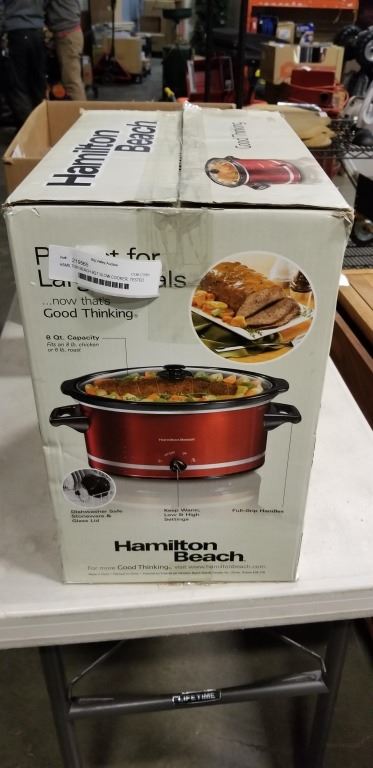 Hamilton
Beach
Good Thinking
219565
P t for
Large als
...now that's
Good Thinking®
8 Qt. Capacity
Fits an 8 lb. chicken
or 6 lb. roast
Hamilton Beach
Dishwasher Safe
Stoneware &
Glass Lid
Keep Warm,
Low & High
Settings
Full-Grip Handles
Hamilton
Beach®
For more Good Thinking, visit www.hamiltonbeach.com.
LIFETIME